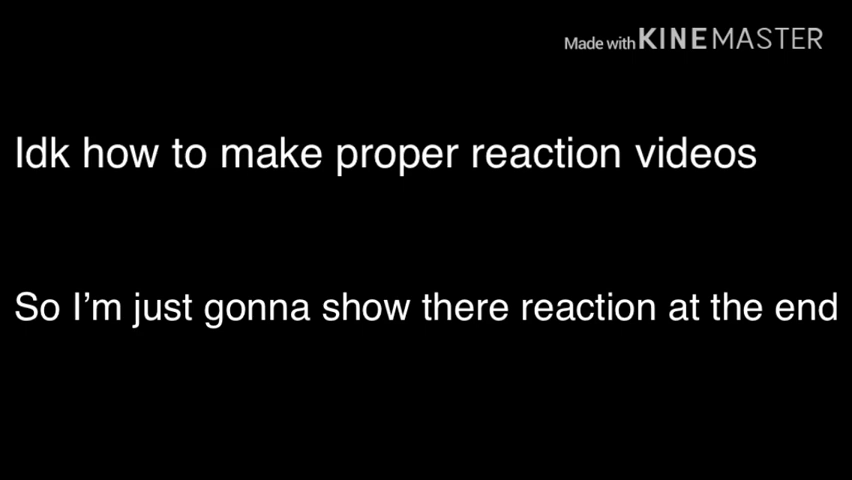 Made with KINEMASTER
Idk how to make proper reaction videos
So I’m just gonna show there reaction at the end